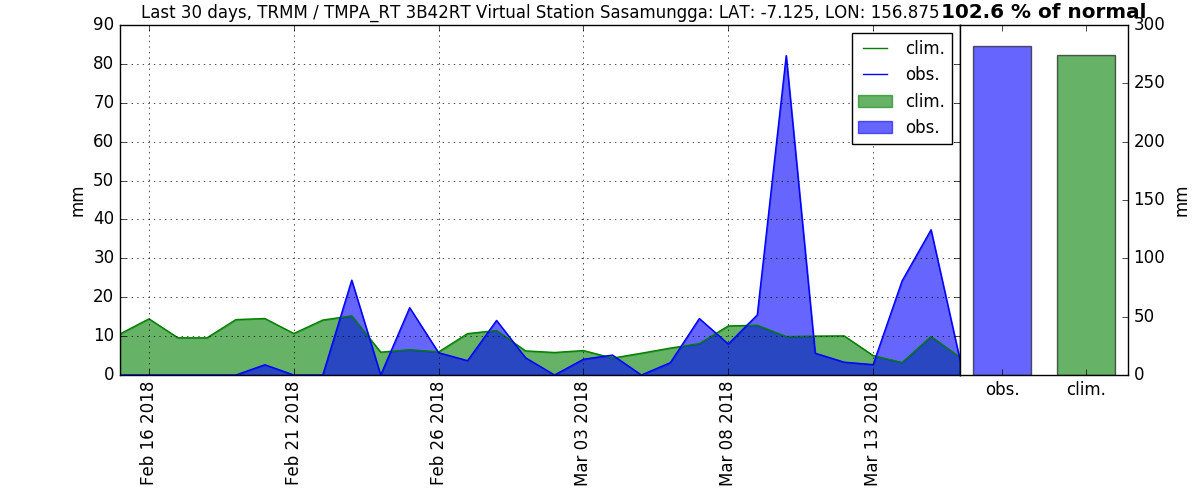 Last 30 days, TRMM / TMPA_RT 3B42RT Virtual Station Sasamungga: LAT: -7.125, LON: 156.875
102.6 % of normal
90
80
70
60
50
40
30
20
10
0
mm
clim.
obs.
clim.
obs.
Feb 16 2018
Feb 21 2018
Feb 26 2018
Mar 03 2018
Mar 08 2018
Mar 13 2018
300
250
200
150
100
50
0
mm
obs.
clim.